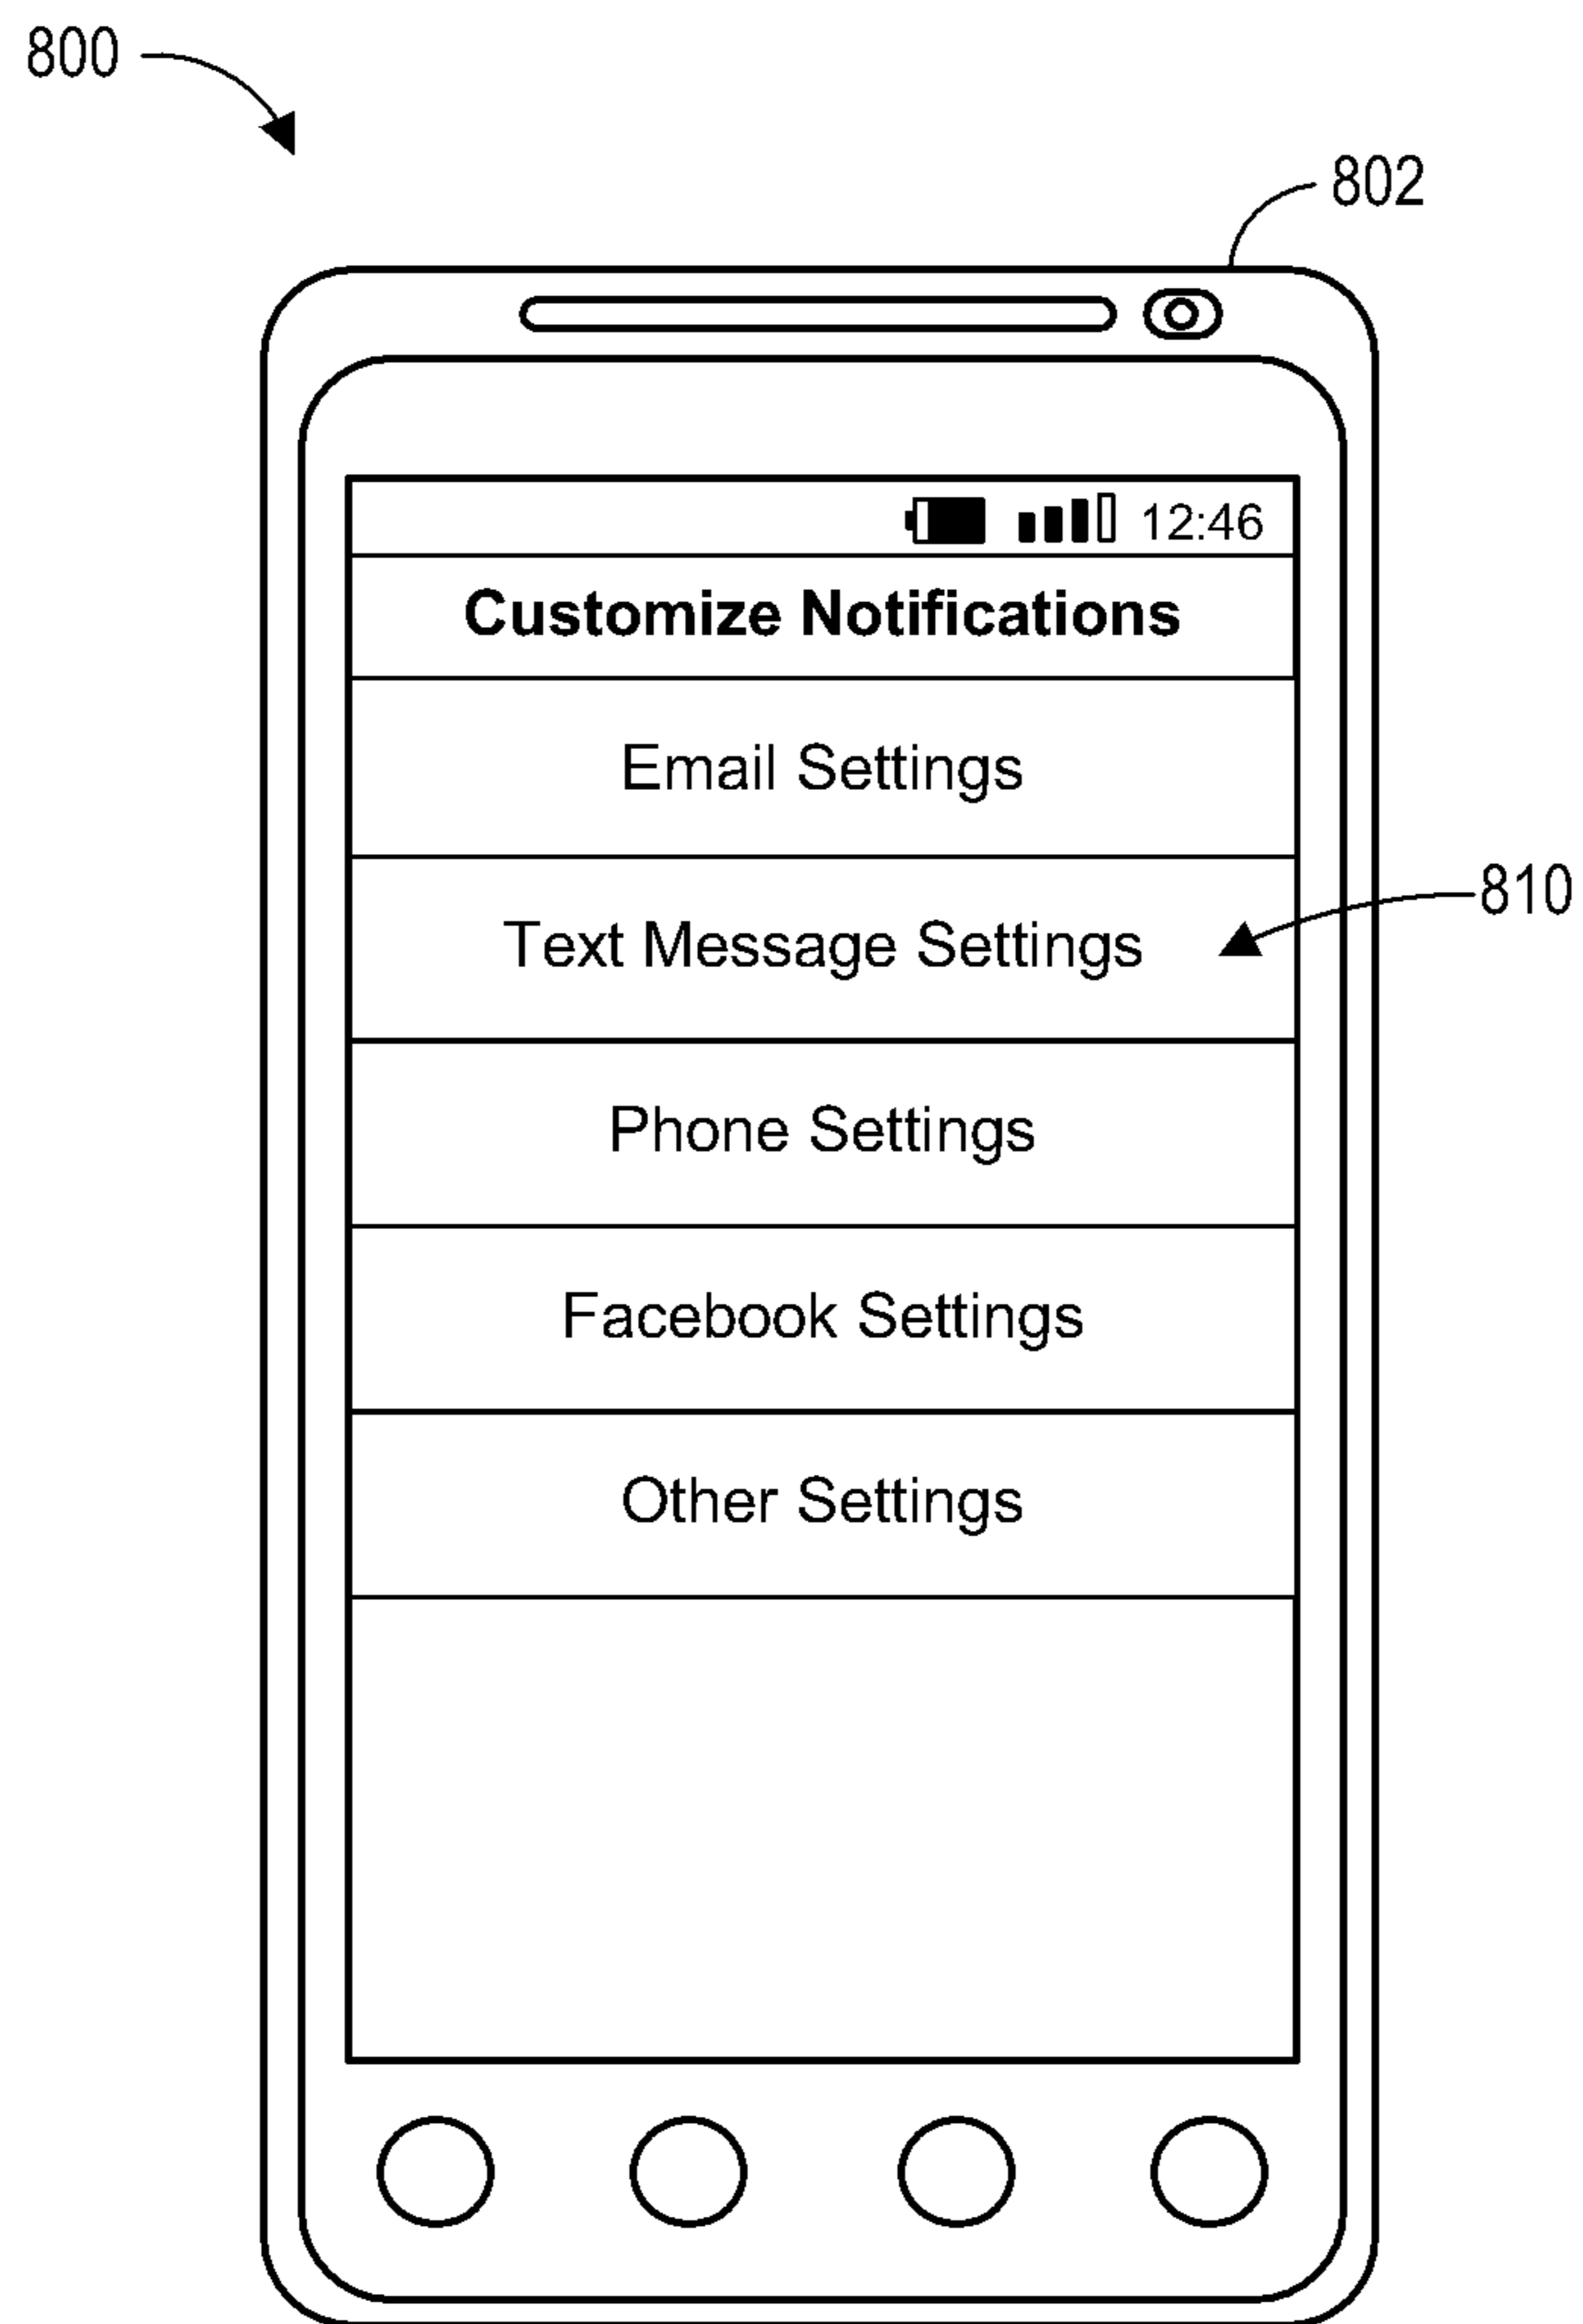 800
802
12:46
Customize Notifications
Email Settings
Text Message Settings
810
Phone Settings
Facebook Settings
Other Settings